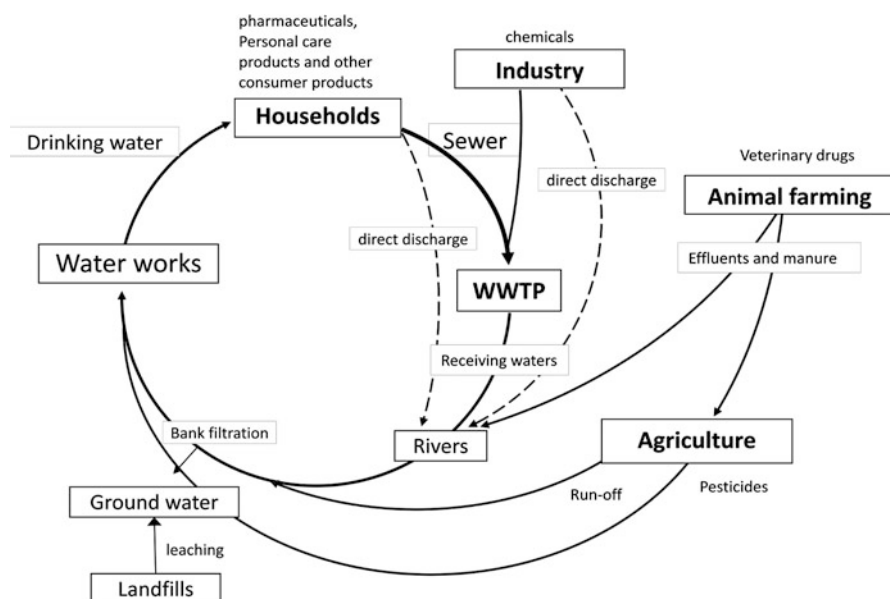 pharmaceuticals,
Personal care
products and other
consumer products
Households
chemicals
Industry
Drinking water
Sewer
Veterinary drugs
Animal farming
direct discharge
direct discharge
Effluents and manure
Water works
WWTP
Receiving waters
Bank filtration
Rivers
Agriculture
Run-off
Pesticides
Ground water
leaching
Landfills